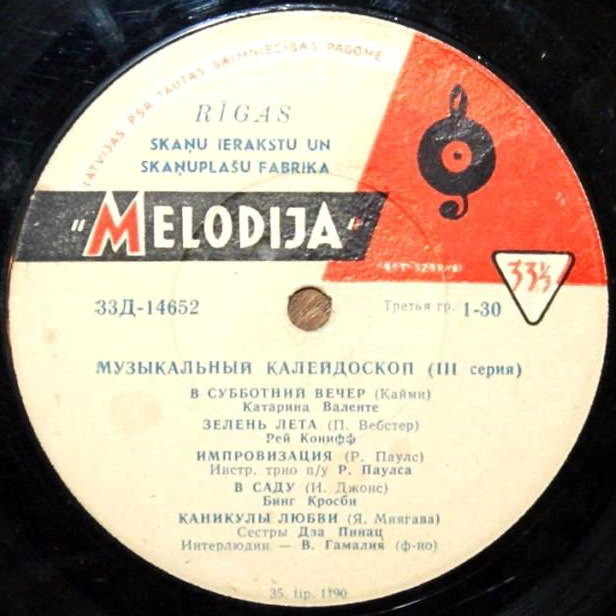 LATVIJAS PSR TAUTAS SAIMNIECĪBAS PADOME
RĪGAS
SKAŅU IERAKSTU UN
SKAŅUPLAŠU FABRIKA
"MELODIJA"
33⅓
33Д-14652
Третья гр. 1-30
МУЗЫКАЛЬНЫЙ КАЛЕЙДОСКОП (III серия)
В СУББОТНИЙ ВЕЧЕР (Кайми)
Катарина Валенте
ЗЕЛЕНЬ ЛЕТА (П. Вебстер)
Рей Конифф
ИМПРОВИЗАЦИЯ (Р. Паулс)
Инстр. трио п/у Р. Паулса
В САДУ (И. Джонс)
Бинг Кросби
КАНИКУЛЫ ЛЮБВИ (Я. Миягава)
Сестры Дза Пинац
Интерлюдии — В. Гамалия (ф-но)
35. tip. 1190